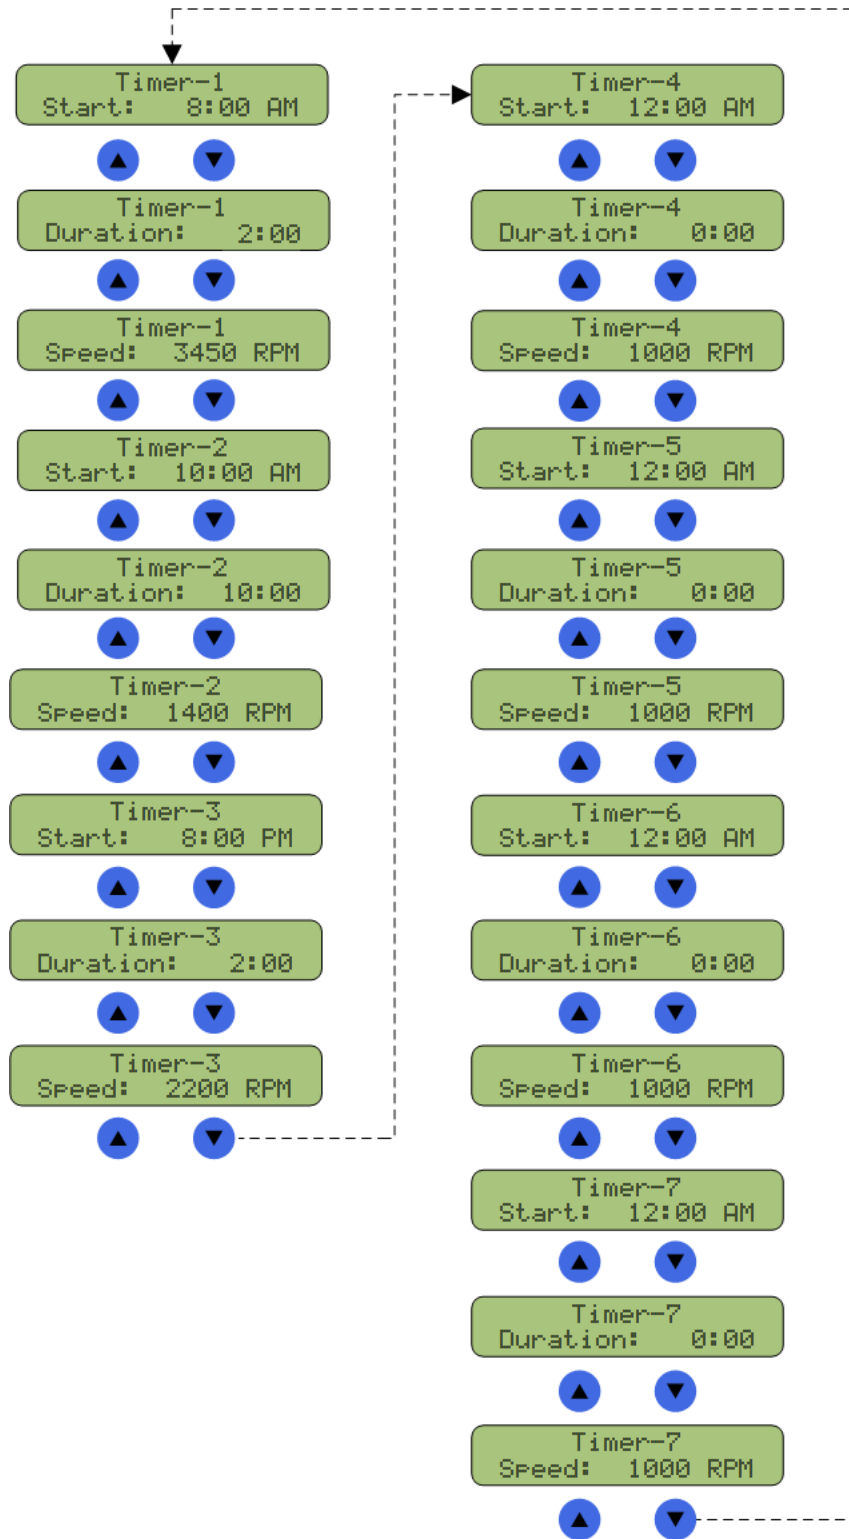 Timer-1
Start: 8:00 AM
Timer-1
Duration: 2:00
Timer-1
Speed: 3450 RPM
Timer-2
Start: 10:00 AM
Timer-2
Duration: 10:00
Timer-2
Speed: 1400 RPM
Timer-3
Start: 8:00 PM
Timer-3
Duration: 2:00
Timer-3
Speed: 2200 RPM
Timer-4
Start: 12:00 AM
Timer-4
Duration: 0:00
Timer-4
Speed: 1000 RPM
Timer-5
Start: 12:00 AM
Timer-5
Duration: 0:00
Timer-5
Speed: 1000 RPM
Timer-6
Start: 12:00 AM
Timer-6
Duration: 0:00
Timer-6
Speed: 1000 RPM
Timer-7
Start: 12:00 AM
Timer-7
Duration: 0:00
Timer-7
Speed: 1000 RPM